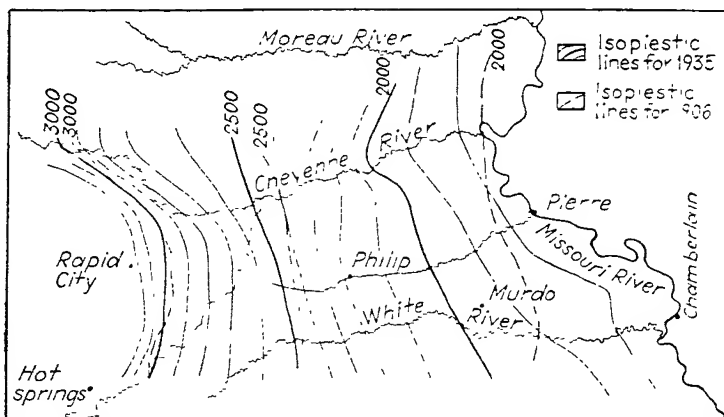 Moreau River
Isopiestic
lines for 1935
Isopiestic
lines for 906
3000
3000
2500
2500
2000
2000
Cheyenne River
Pierre
Rapid
City
Philip
Missouri River
Chamberlain
White River
Murdo
Hot
springs